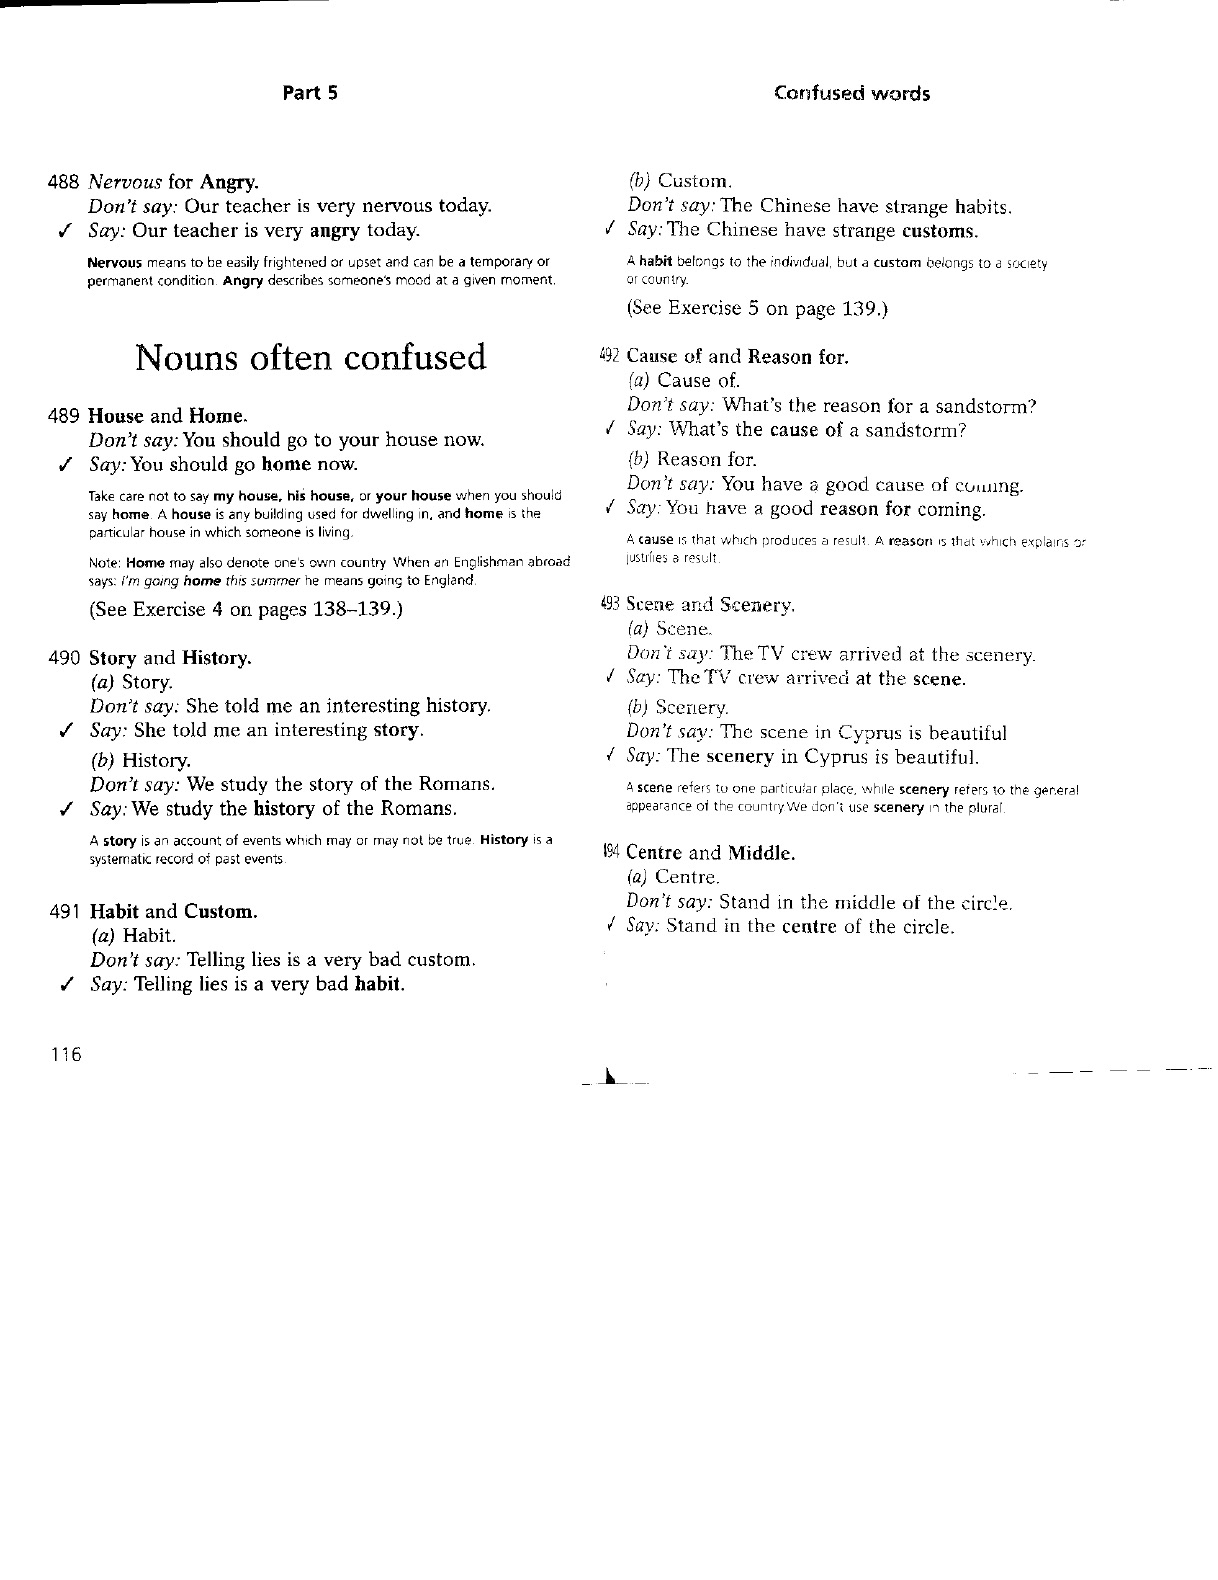 Part 5
488 Nervous for Angry.
Don't say: Our teacher is very nervous today.
✓ Say: Our teacher is very angry today.
Nervous means to be easily frightened or upset and can be a temporary or
permanent condition. Angry describes someone's mood at a given moment.
Nouns often confused
489 House and Home.
Don't say: You should go to your house now.
✓ Say: You should go home now.
Take care not to say my house, his house, or your house when you should
say home. A house is any building used for dwelling in, and home is the
particular house in which someone is living.
Note: Home may also denote one's own country. When an Englishman abroad
says: I'm going home this summer he means going to England.
(See Exercise 4 on pages 138–139.)
490 Story and History.
(a) Story.
Don't say: She told me an interesting history.
✓ Say: She told me an interesting story.
(b) History.
Don't say: We study the story of the Romans.
✓ Say: We study the history of the Romans.
A story is an account of events which may or may not be true. History is a
systematic record of past events.
491 Habit and Custom.
(a) Habit.
Don't say: Telling lies is a very bad custom.
✓ Say: Telling lies is a very bad habit.
116
Confused words
(b) Custom.
Don't say: The Chinese have strange habits.
✓ Say: The Chinese have strange customs.
A habit belongs to the individual, but a custom belongs to a society
or country.
(See Exercise 5 on page 139.)
492 Cause of and Reason for.
(a) Cause of.
Don't say: What's the reason for a sandstorm?
✓ Say: What's the cause of a sandstorm?
(b) Reason for.
Don't say: You have a good cause of coming.
✓ Say: You have a good reason for coming.
A cause is that which produces a result. A reason is that which explains or
justifies a result.
493 Scene and Scenery.
(a) Scene.
Don't say: The TV crew arrived at the scenery.
✓ Say: The TV crew arrived at the scene.
(b) Scenery.
Don't say: The scene in Cyprus is beautiful
✓ Say: The scenery in Cyprus is beautiful.
A scene refers to one particular place, while scenery refers to the general
appearance of the country. We don't use scenery in the plural.
494 Centre and Middle.
(a) Centre.
Don't say: Stand in the middle of the circle.
✓ Say: Stand in the centre of the circle.